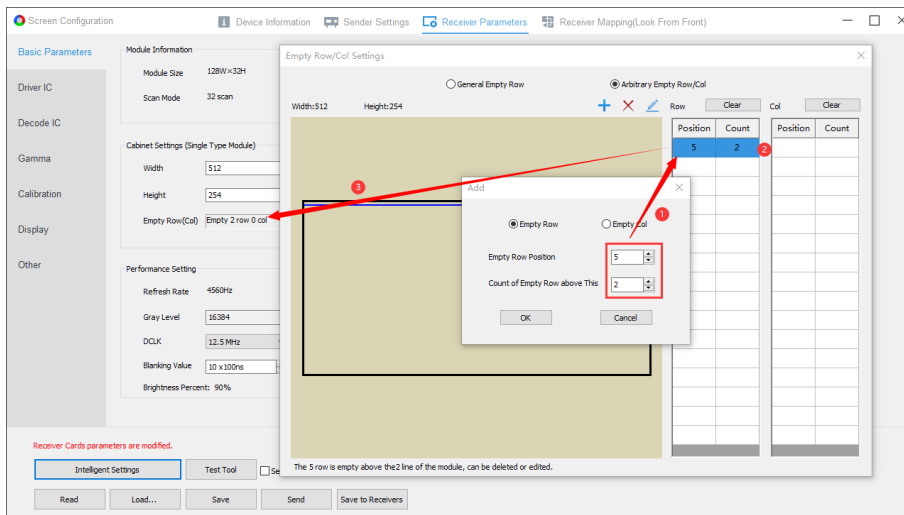 Screen Configuration
Device Information
Sender Settings
Receiver Parameters
Receiver Mapping(Look From Front)
Basic Parameters
Driver IC
Decode IC
Gamma
Calibration
Display
Other
Module Information
Module Size 128W×32H
Scan Mode 32 scan
Cabinet Settings (Single Type Module)
Width 512
Height 254
Empty Row(Col) Empty 2 row 0 col
Performance Setting
Refresh Rate 4560Hz
Gray Level 16384
DCLK 12.5 MHz
Blanking Value 10 x100ns
Brightness Percent: 90%
Empty Row/Col Settings
General Empty Row
Arbitrary Empty Row/Col
Width:512 Height:254
Row Clear Col Clear
Position Count Position Count
5 2
2
3
Add
1
Empty Row Empty Col
Empty Row Position 5
Count of Empty Row above This 2
OK Cancel
The 5 row is empty above the2 line of the module, can be deleted or edited.
Receiver Cards parameters are modified.
Intelligent Settings Test Tool Se
Read Load... Save Send Save to Receivers